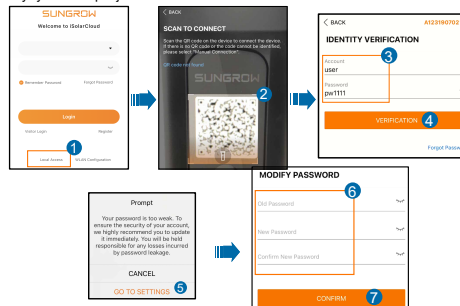 SUNGROW
Welcome to iSolarCloud
Remember Password
Forgot Password
Login
Visitor Login
Register
1
Local Access
WLAN Configuration
BACK
SCAN TO CONNECT
Scan the QR code on the device to connect the device.
If there is no QR code or the code cannot be identified,
please select "Manual Connection".
QR code not found
SUNGROW
2
BACK
A123190702
IDENTITY VERIFICATION
3
Account
user
Password
pw1111
VERIFICATION
4
Forgot Passw
Prompt
Your password is too weak. To
ensure the security of your account,
we highly recommend you to update
it immediately. You will be held
responsible for any losses incurred
by password leakage.
CANCEL
GO TO SETTINGS
5
MODIFY PASSWORD
6
Old Password
New Password
Confirm New Password
CONFIRM
7